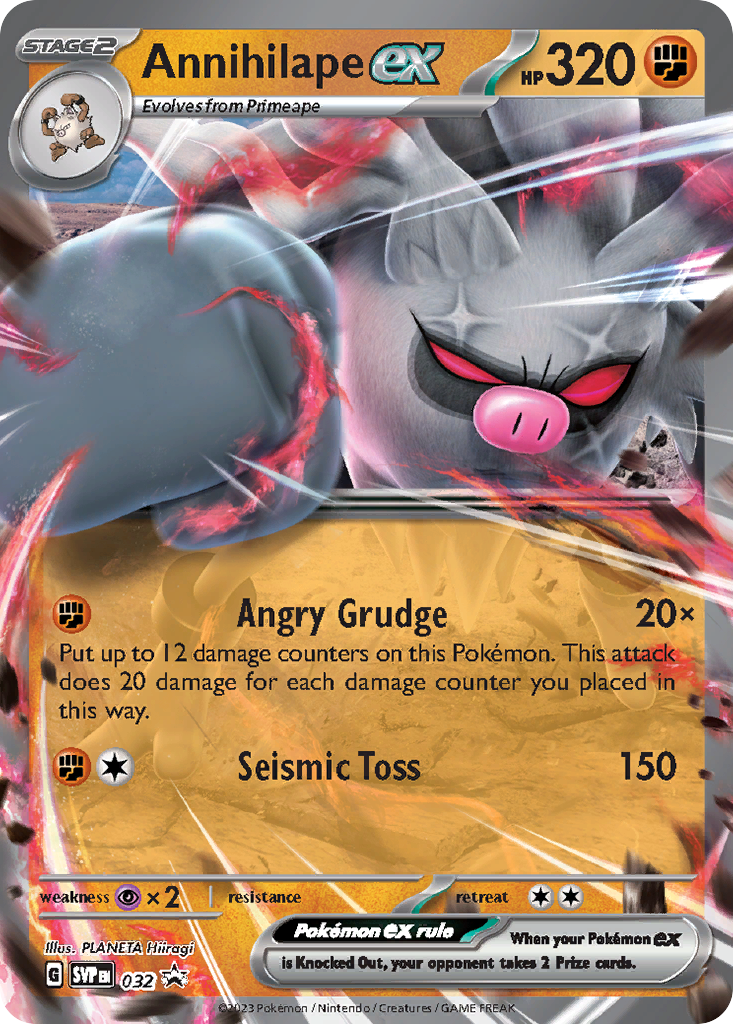 STAGE2
Annihilape ex
HP 320
Evolves from Primeape
Angry Grudge 20×
Put up to 12 damage counters on this Pokémon. This attack
does 20 damage for each damage counter you placed in
this way.
Seismic Toss 150
weakness ×2 resistance retreat
Pokémon ex rule
When your Pokémon ex
is Knocked Out, your opponent takes 2 Prize cards.
Illus. PLANETA Hiiragi
G SVP EN 032
©2023 Pokémon / Nintendo / Creatures / GAME FREAK